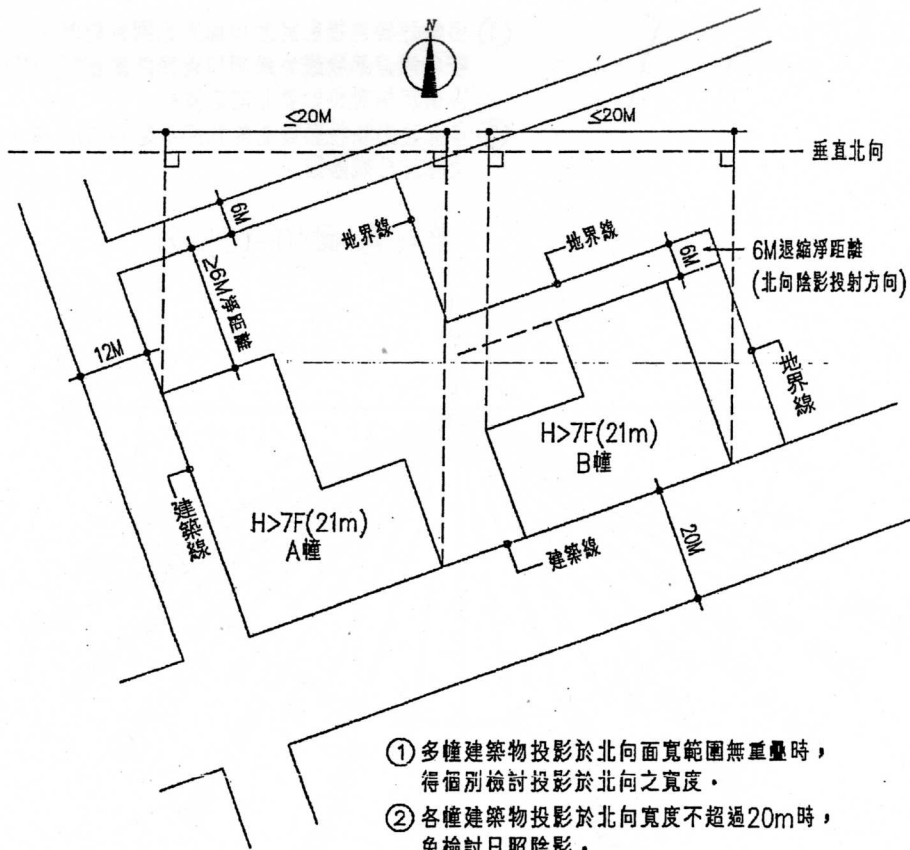 N
≤20M
≤20M
垂直北向
6M
地界線
地界線
6M
6M退縮淨距離
(北向陰影投射方向)
≥6M淨距離
12M
地界線
H>7F(21m)
B幢
建築線
H>7F(21m)
A幢
建築線
20M
① 多幢建築物投影於北向面寬範圍無重疊時，
得個別檢討投影於北向之寬度。
② 各幢建築物投影於北向寬度不超過20m時，
免檢討日照陰影。